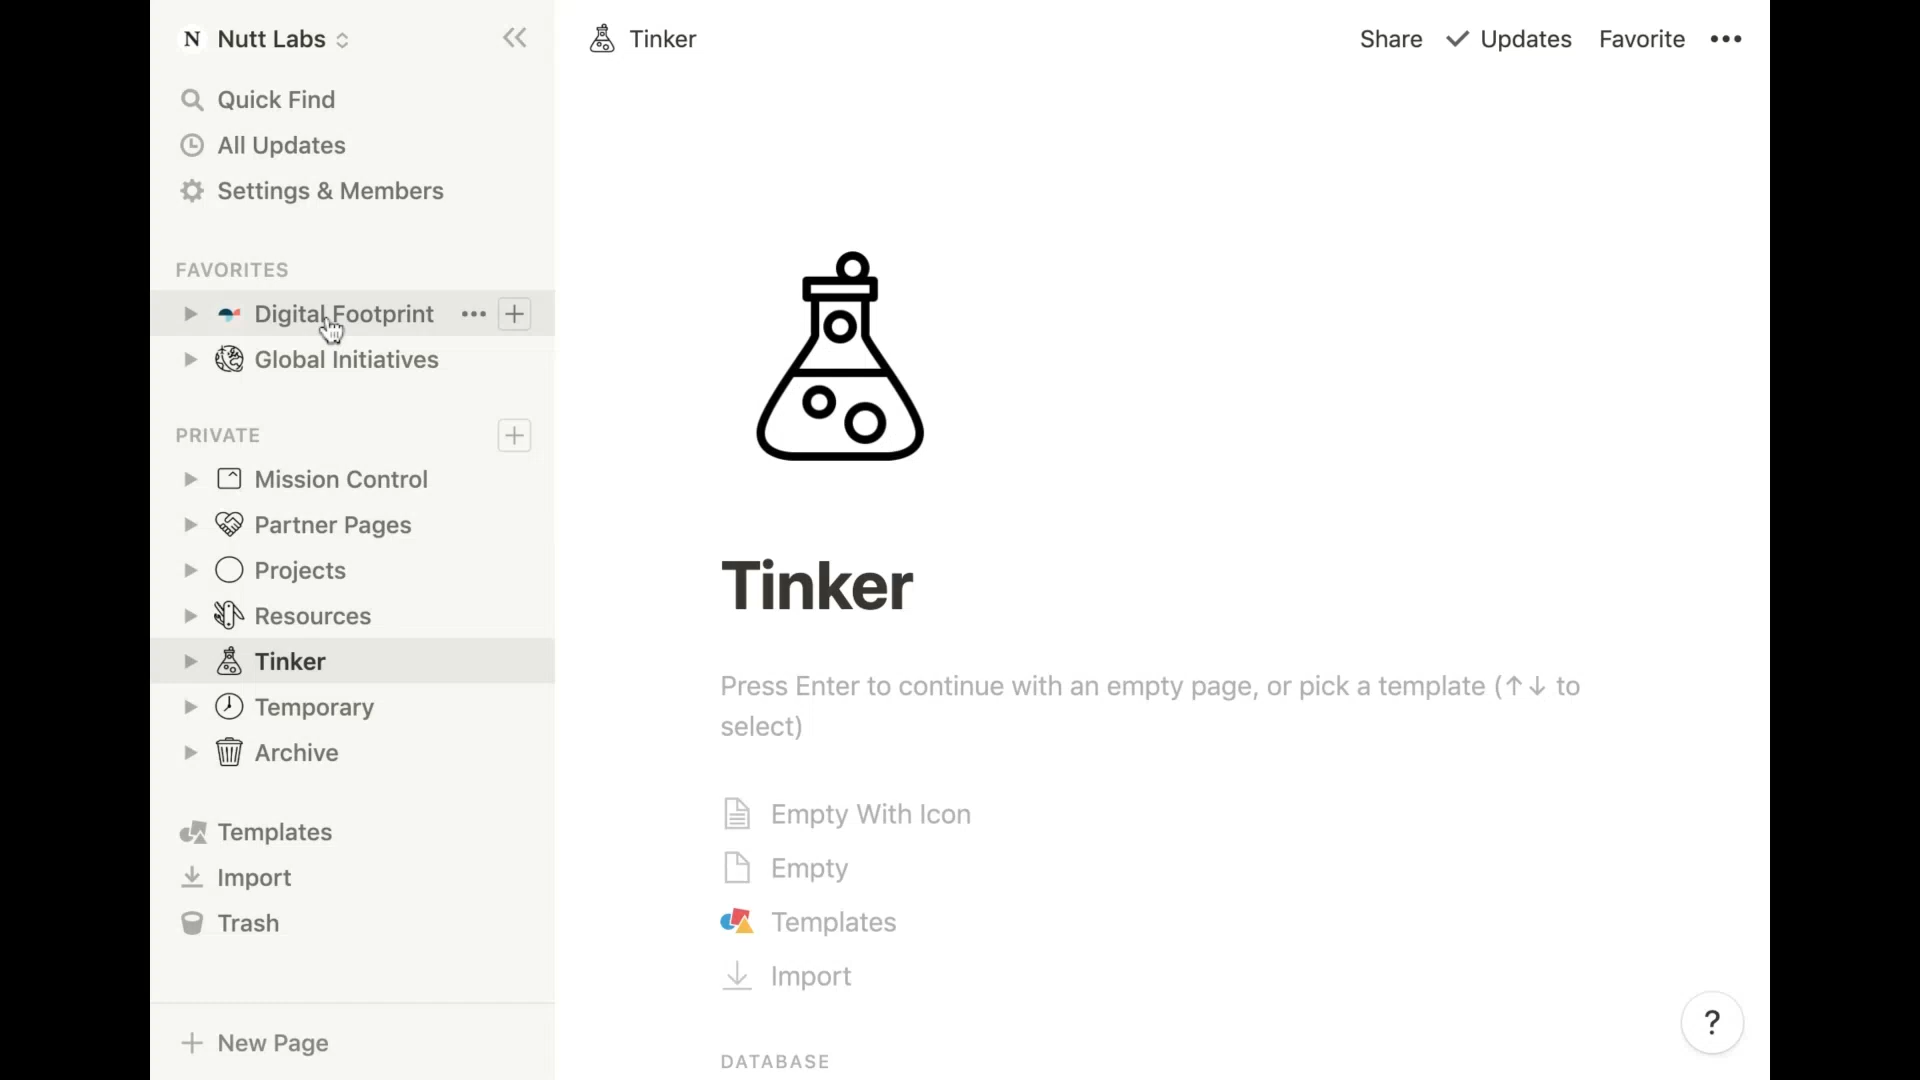 N Nutt Labs
Tinker
Share
Updates
Favorite
Quick Find
All Updates
Settings & Members
FAVORITES
Digital Footprint
Global Initiatives
PRIVATE
Mission Control
Partner Pages
Projects
Resources
Tinker
Temporary
Archive
Templates
Import
Trash
New Page
Tinker
Press Enter to continue with an empty page, or pick a template (↑↓ to
select)
Empty With Icon
Empty
Templates
Import
DATABASE
?